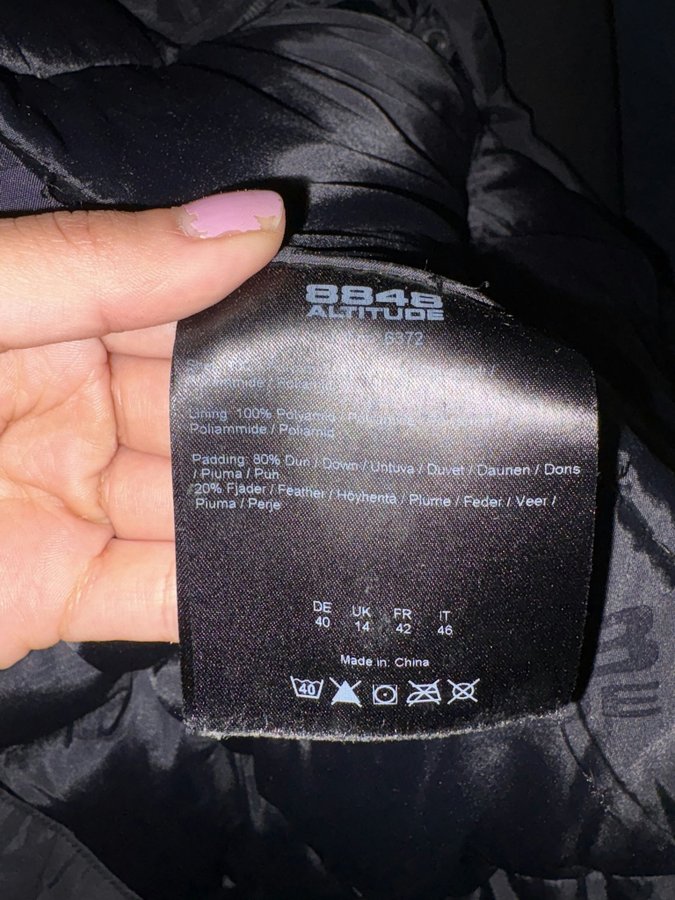 8848
ALTITUDE
6372
Lining: 100% Polyamid /
Poliammide / Poliamid
Padding: 80% Dun / Down / Untuva / Duvet / Daunen / Dons
/ Piuma / Puh
20% Fjäder / Feather / Höyhentä / Plume / Feder / Veer /
Piuma / Perje
DE UK FR IT
40 14 42 46
Made in: China
40